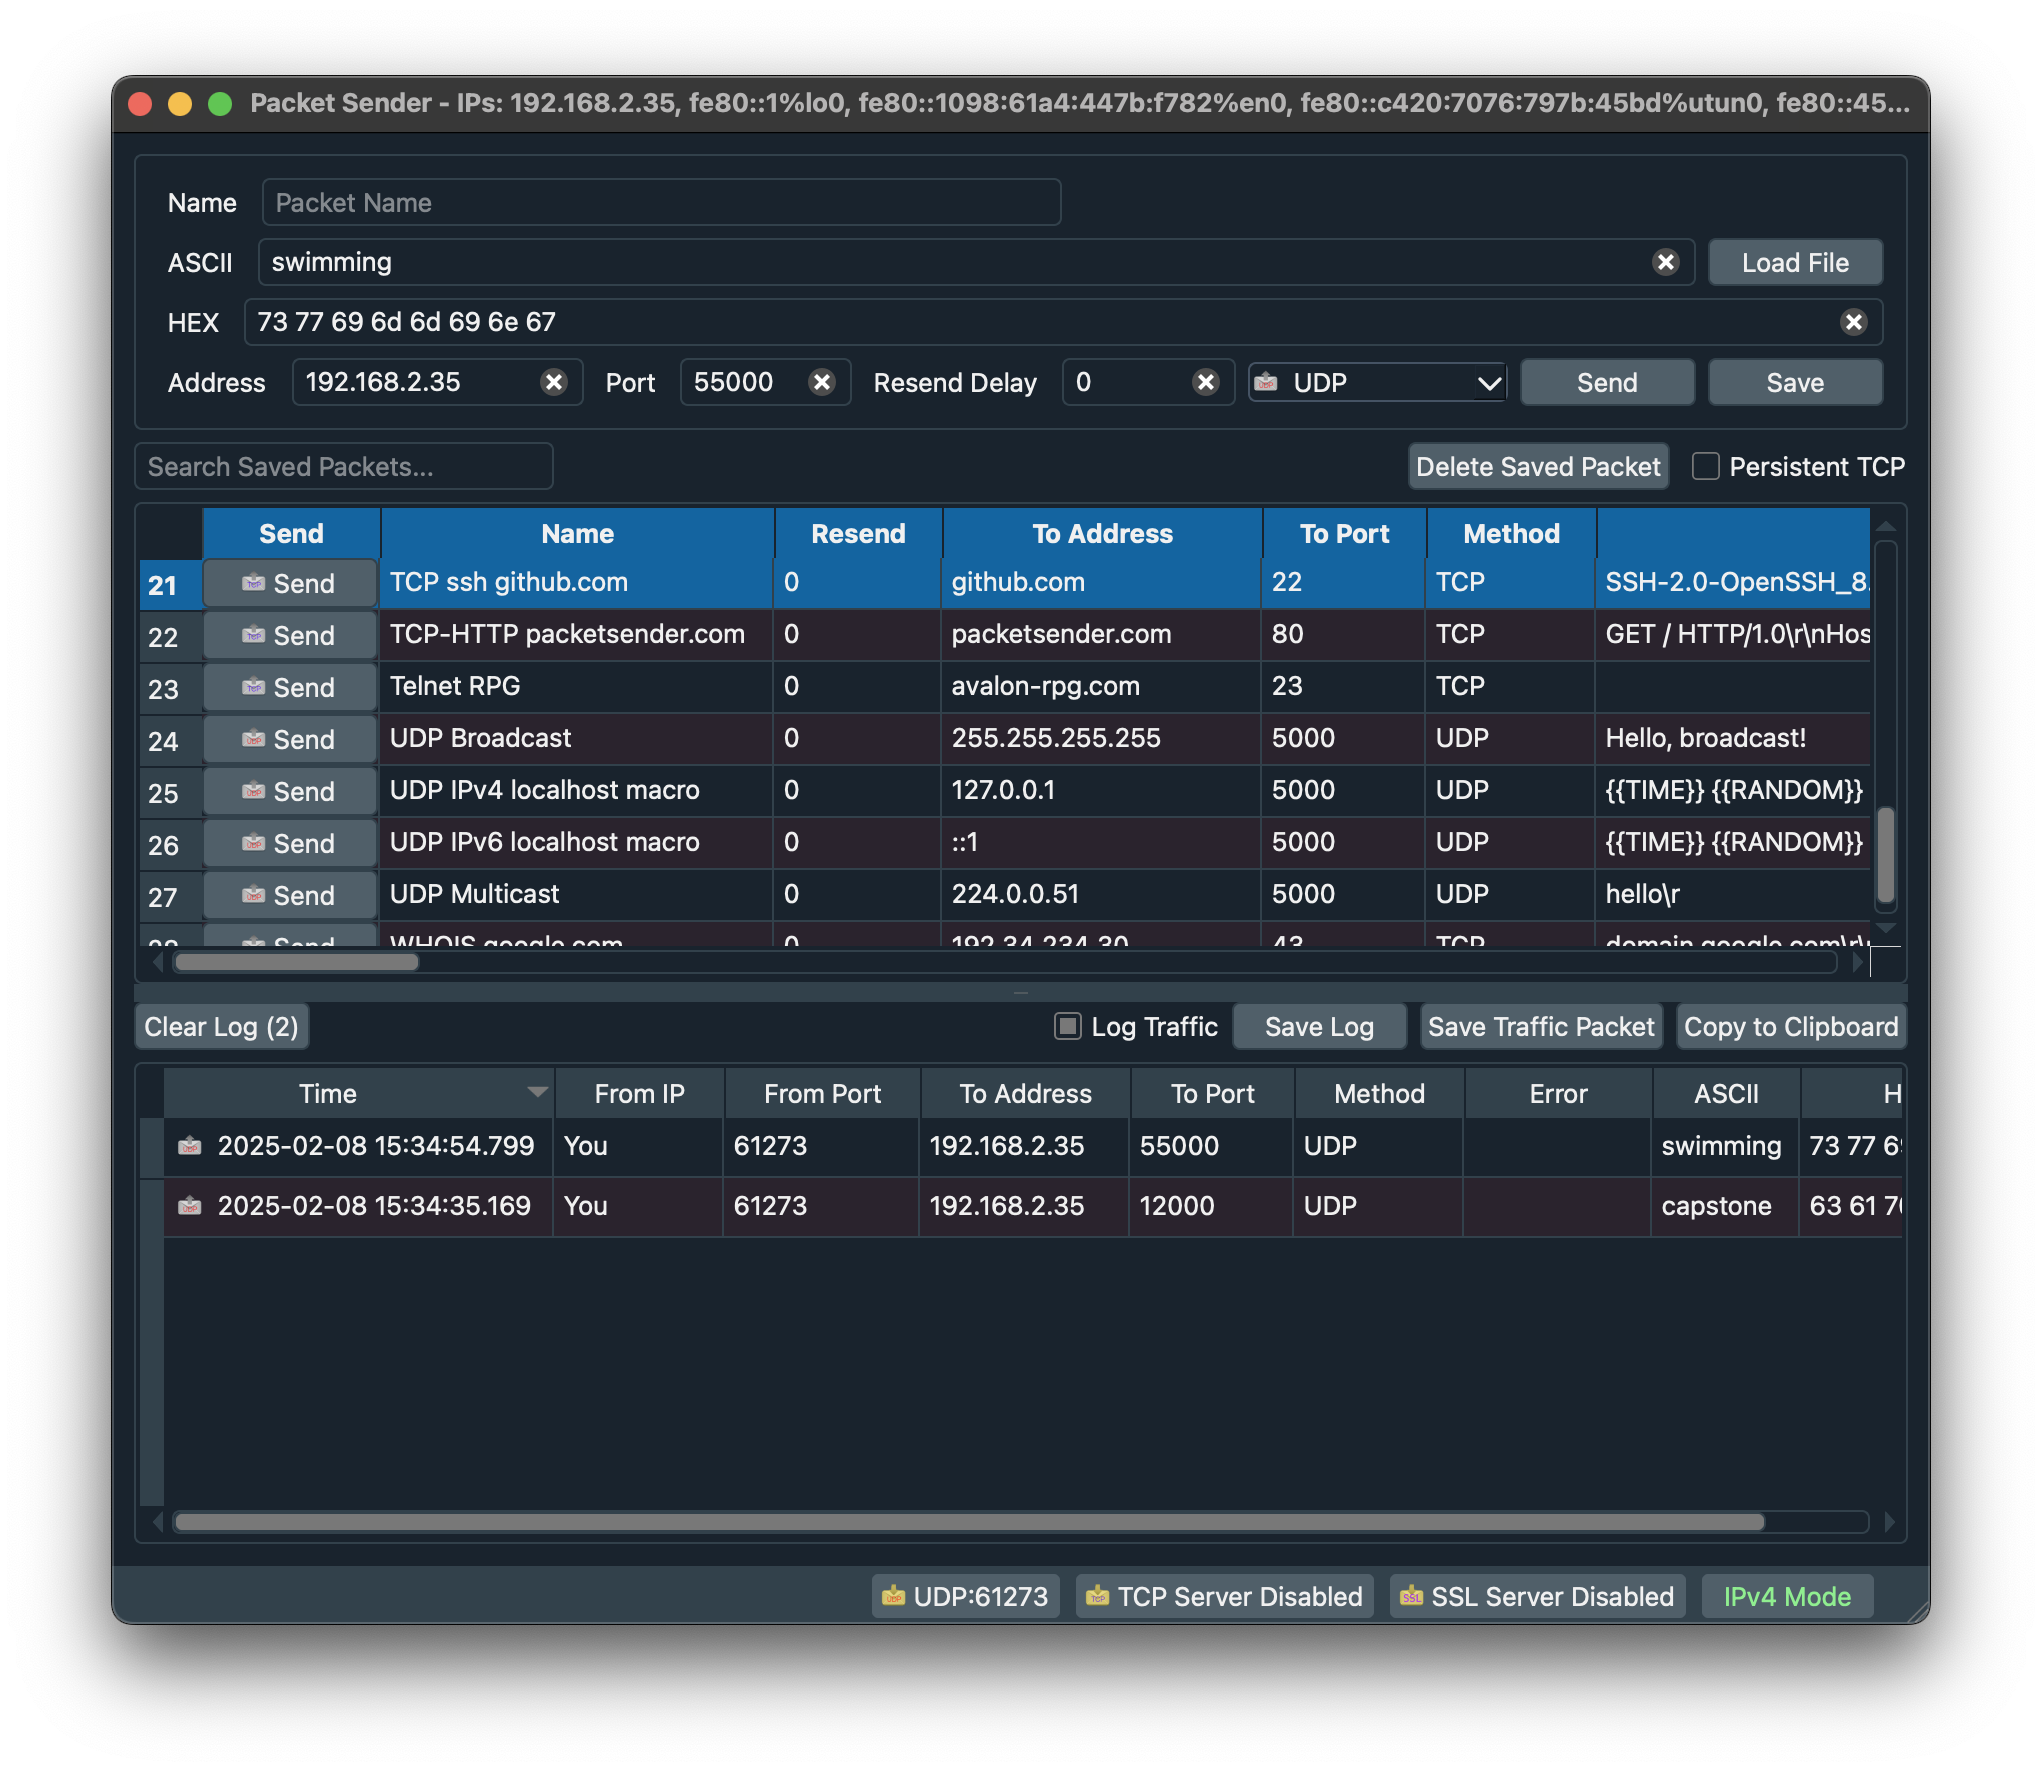 Packet Sender - IPs: 192.168.2.35, fe80::1%lo0, fe80::1098:61a4:447b:f782%en0, fe80::c420:7076:797b:45bd%utun0, fe80::45...
Name Packet Name
ASCII swimming Load File
HEX 73 77 69 6d 6d 69 6e 67
Address 192.168.2.35 Port 55000 Resend Delay 0 UDP Send Save
Search Saved Packets... Delete Saved Packet Persistent TCP
Send Name Resend To Address To Port Method
21 Send TCP ssh github.com 0 github.com 22 TCP SSH-2.0-OpenSSH_8.
22 Send TCP-HTTP packetsender.com 0 packetsender.com 80 TCP GET / HTTP/1.0\r\nHos
23 Send Telnet RPG 0 avalon-rpg.com 23 TCP
24 Send UDP Broadcast 0 255.255.255.255 5000 UDP Hello, broadcast!
25 Send UDP IPv4 localhost macro 0 127.0.0.1 5000 UDP {{TIME}} {{RANDOM}}
26 Send UDP IPv6 localhost macro 0 ::1 5000 UDP {{TIME}} {{RANDOM}}
27 Send UDP Multicast 0 224.0.0.51 5000 UDP hello\r
28 Send WHOIS google.com 0 192.34.234.30 43 TCP domain google.com\r\
Clear Log (2) Log Traffic Save Log Save Traffic Packet Copy to Clipboard
Time From IP From Port To Address To Port Method Error ASCII H
2025-02-08 15:34:54.799 You 61273 192.168.2.35 55000 UDP swimming 73 77 69
2025-02-08 15:34:35.169 You 61273 192.168.2.35 12000 UDP capstone 63 61 70
UDP:61273 TCP Server Disabled SSL Server Disabled IPv4 Mode